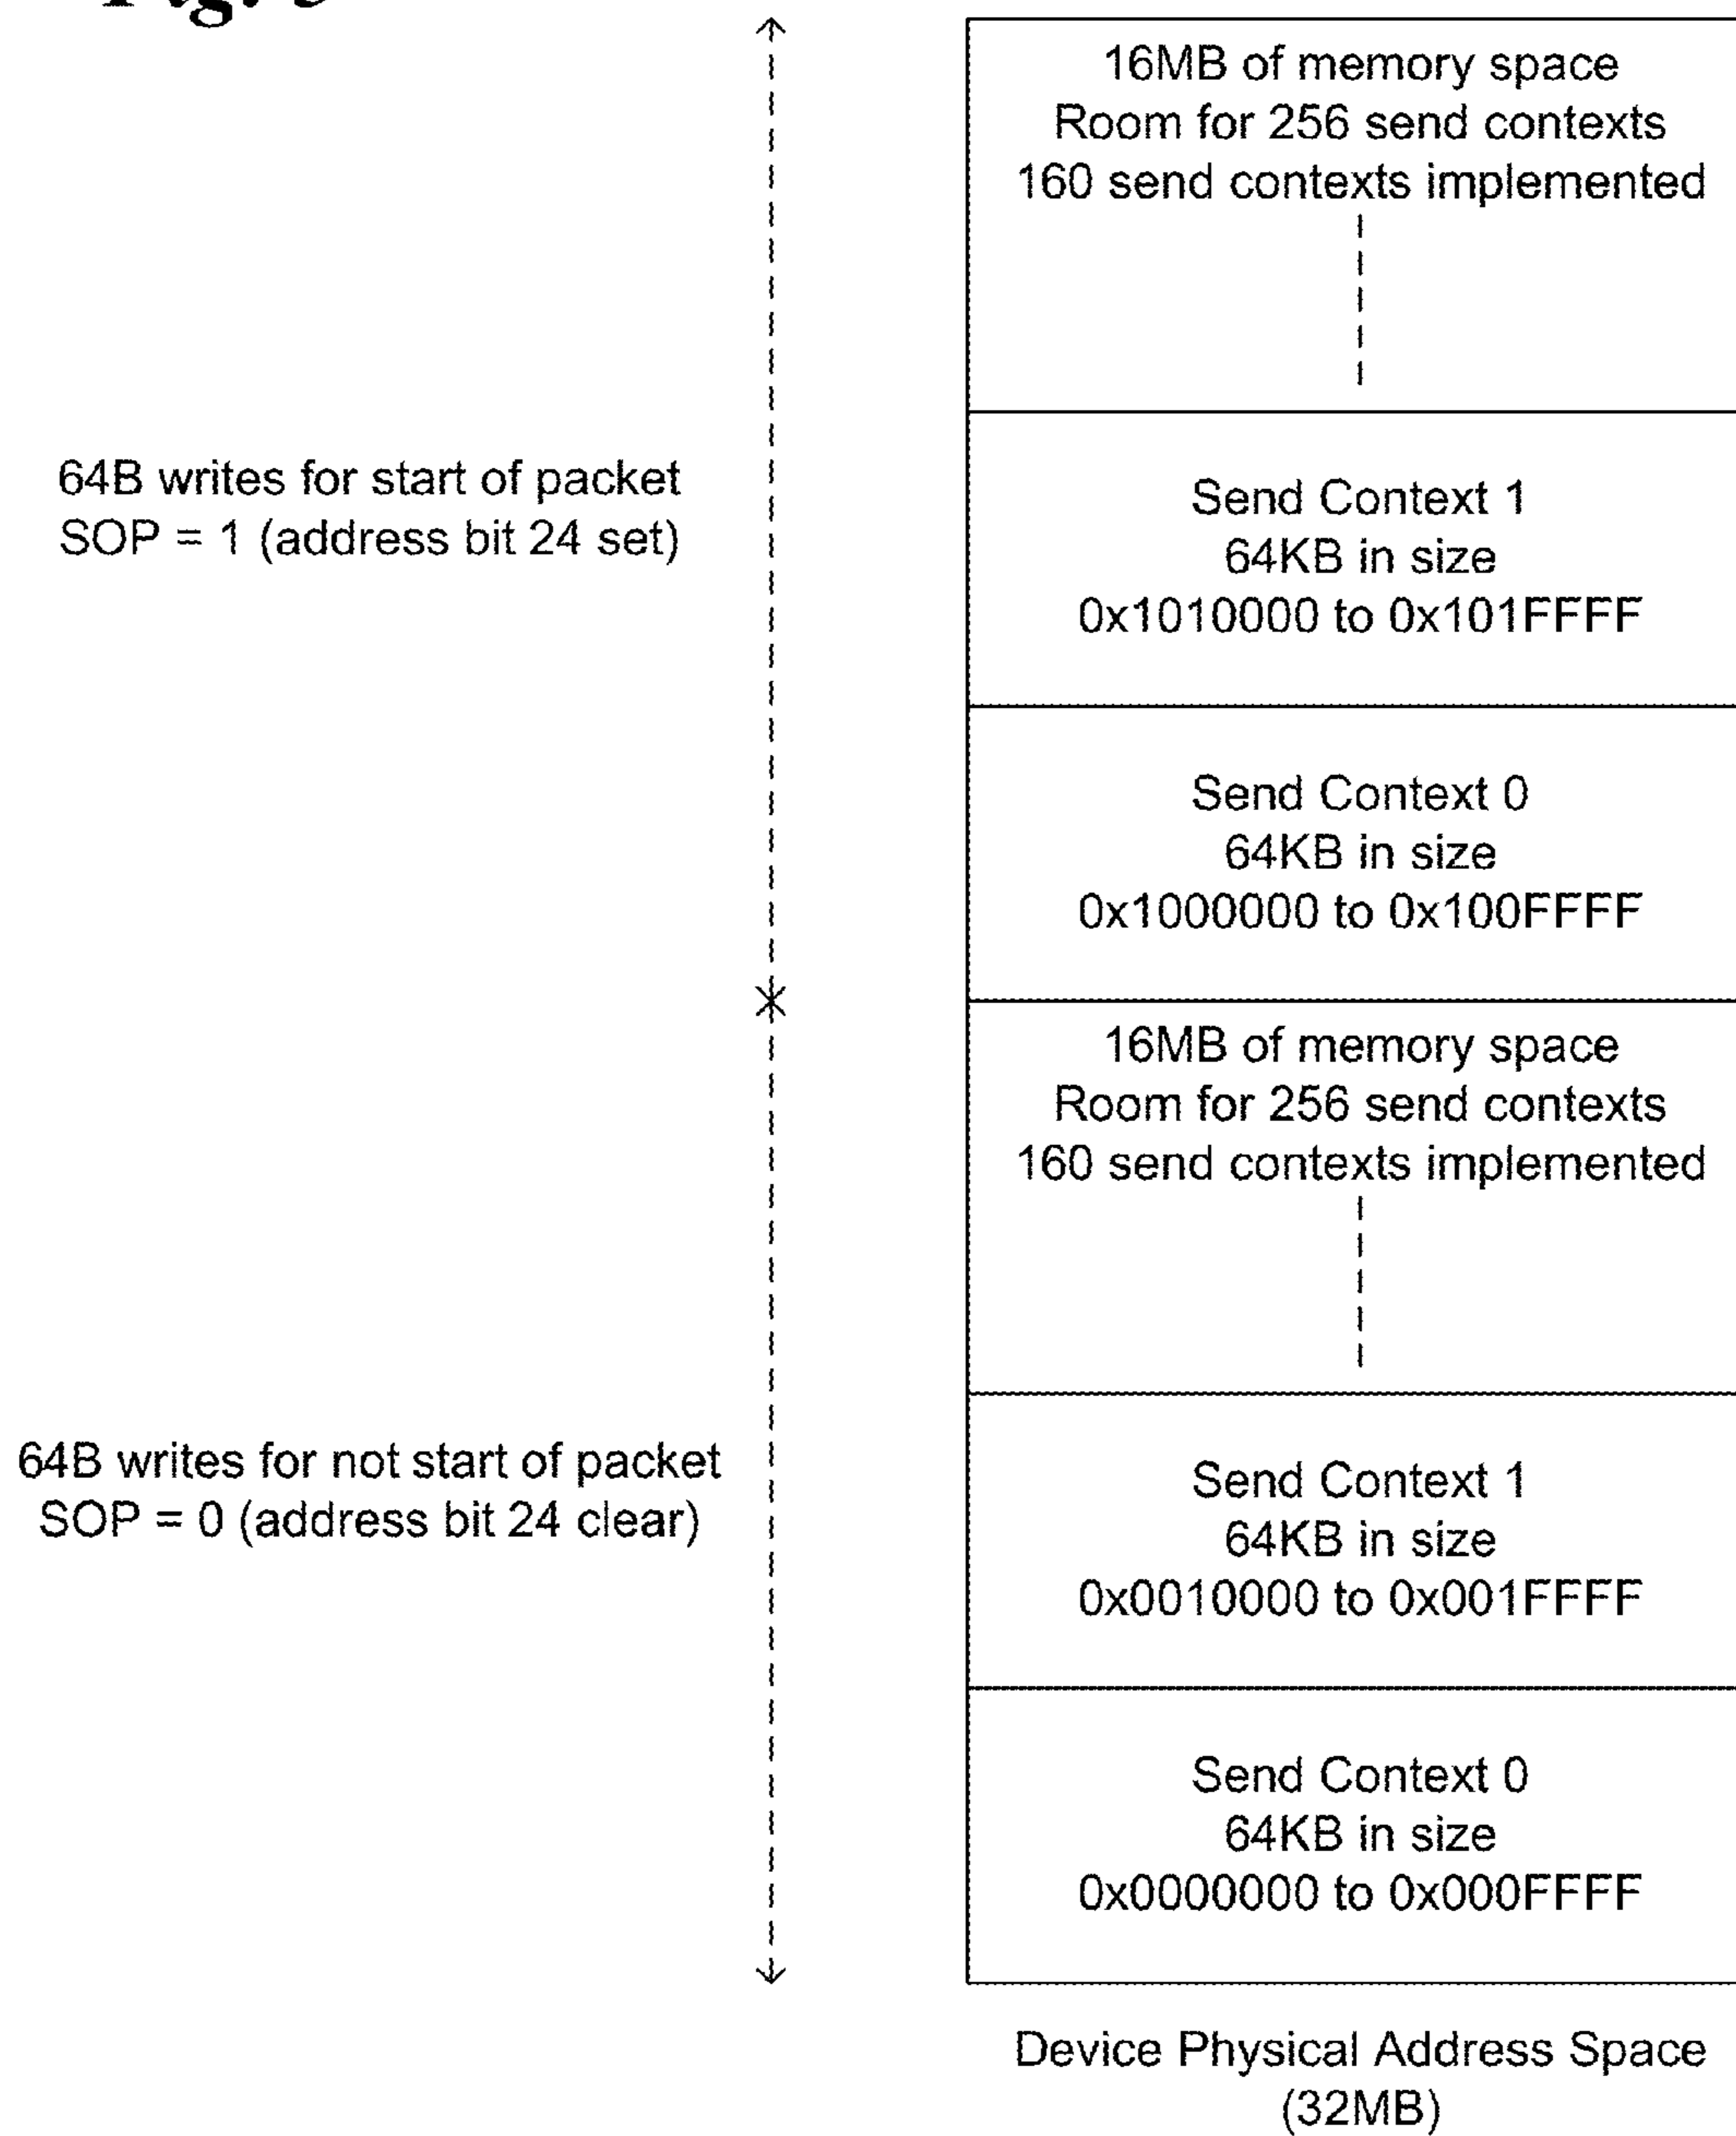 16MB of memory space
Room for 256 send contexts
160 send contexts implemented
64B writes for start of packet
SOP = 1 (address bit 24 set)
Send Context 1
64KB in size
0x1010000 to 0x101FFFF
Send Context 0
64KB in size
0x1000000 to 0x100FFFF
16MB of memory space
Room for 256 send contexts
160 send contexts implemented
64B writes for not start of packet
SOP = 0 (address bit 24 clear)
Send Context 1
64KB in size
0x0010000 to 0x001FFFF
Send Context 0
64KB in size
0x0000000 to 0x000FFFF
Device Physical Address Space
(32MB)